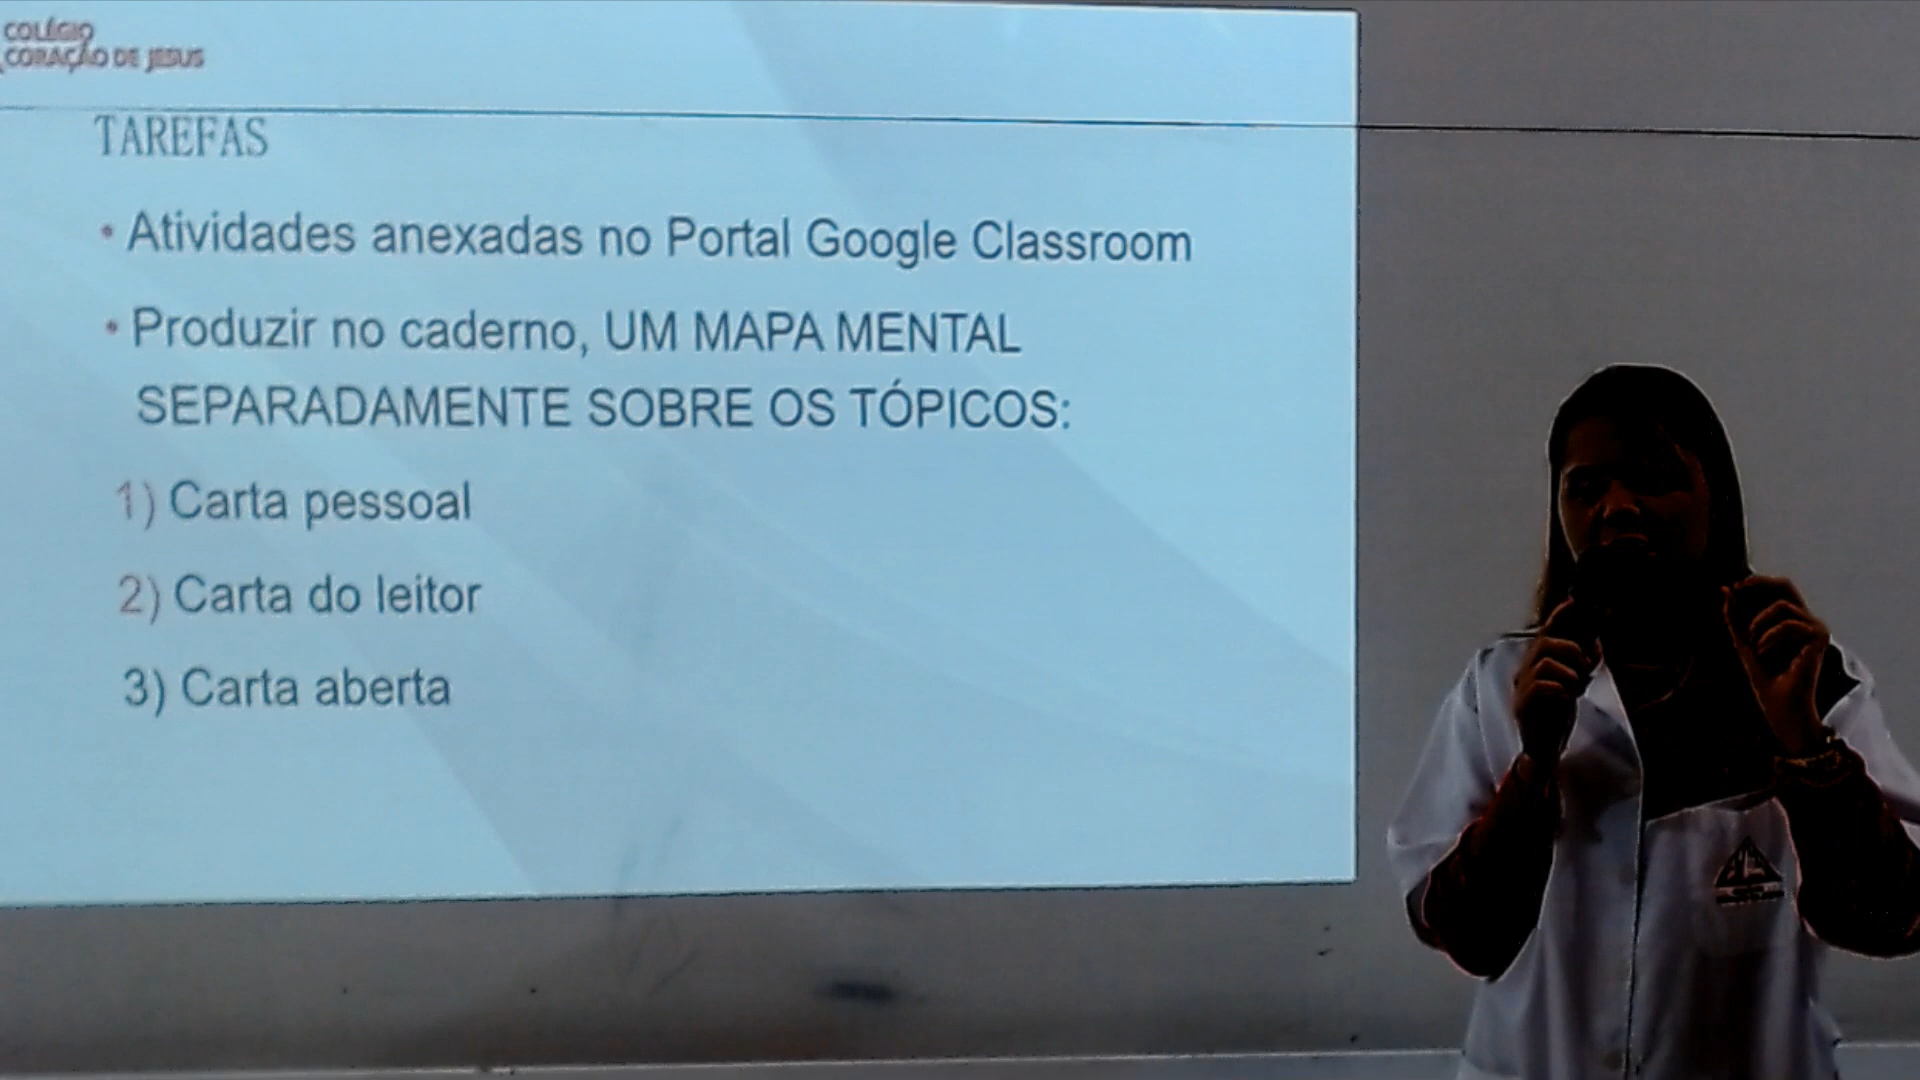 COLÉGIO
CORAÇÃO DE JESUS
TAREFAS
• Atividades anexadas no Portal Google Classroom
• Produzir no caderno, UM MAPA MENTAL
SEPARADAMENTE SOBRE OS TÓPICOS:
1) Carta pessoal
2) Carta do leitor
3) Carta aberta